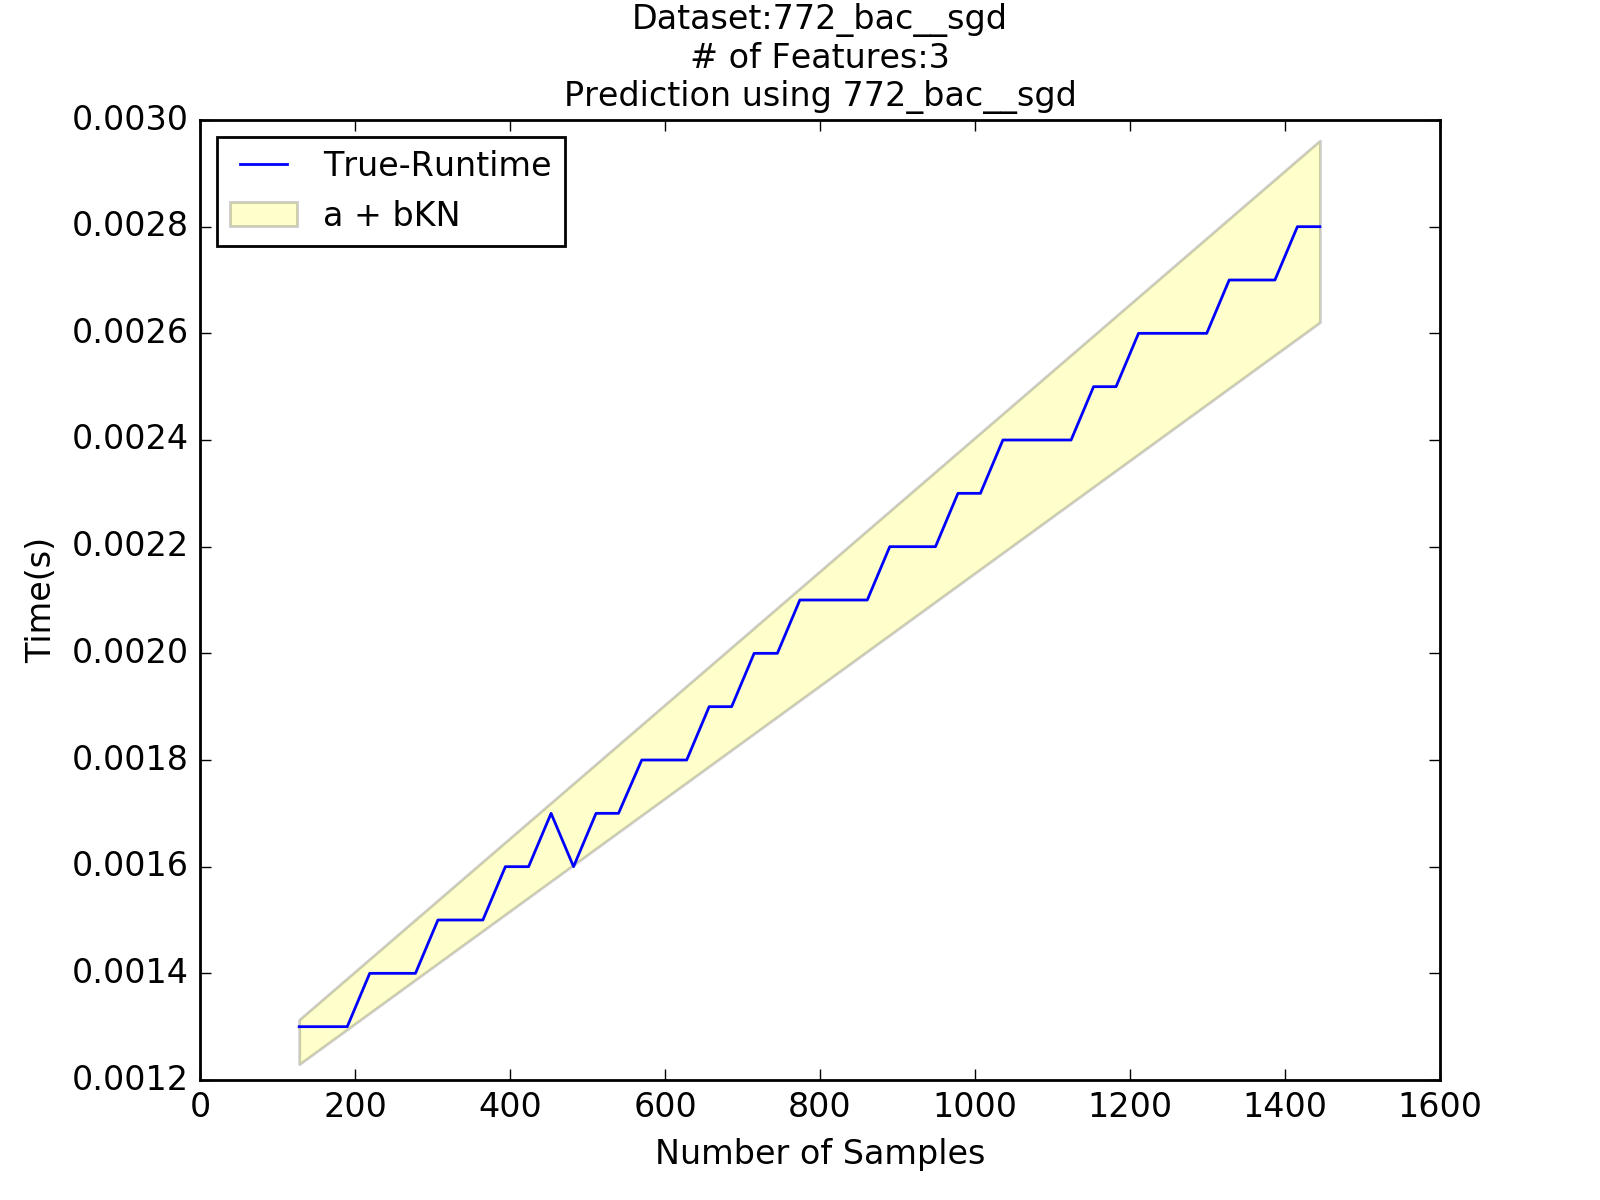 Dataset:772_bac__sgd
# of Features:3
Prediction using 772_bac__sgd
True-Runtime
a + bKN
0.0030
0.0028
0.0026
0.0024
0.0022
0.0020
0.0018
0.0016
0.0014
0.0012
Time(s)
0 200 400 600 800 1000 1200 1400 1600
Number of Samples